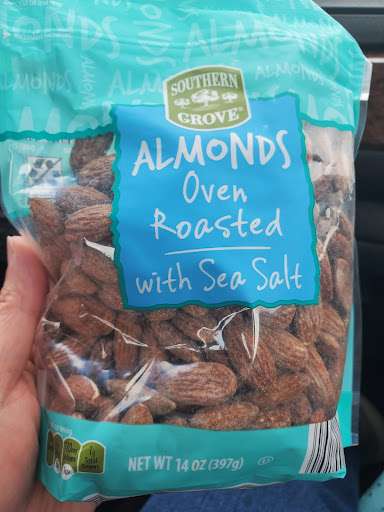 SOUTHERN
GROVE
ALMONDS
Oven
Roasted
with Sea Salt
NET WT 14 OZ (397g)